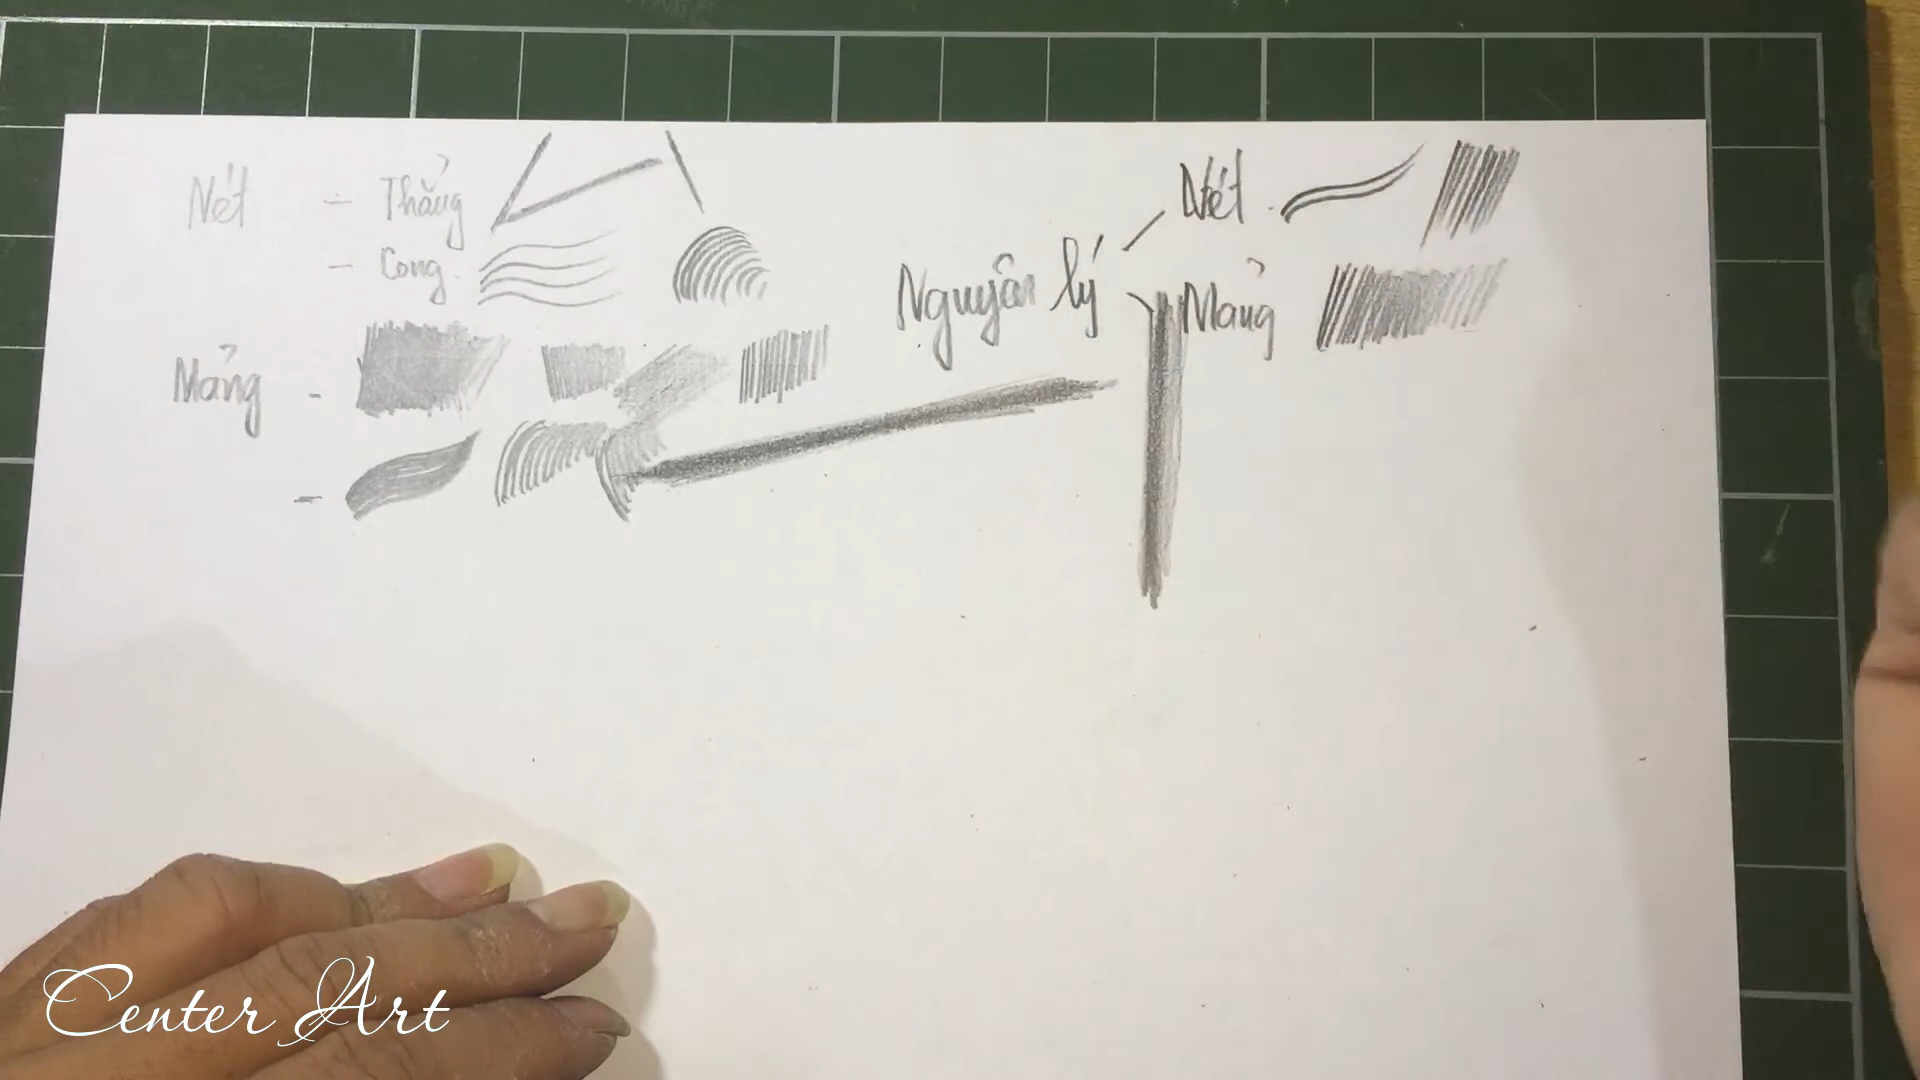 Nét - Thẳng
- Cong
Mảng -
-
Nguyên lý
Nét
Mảng
Center Art